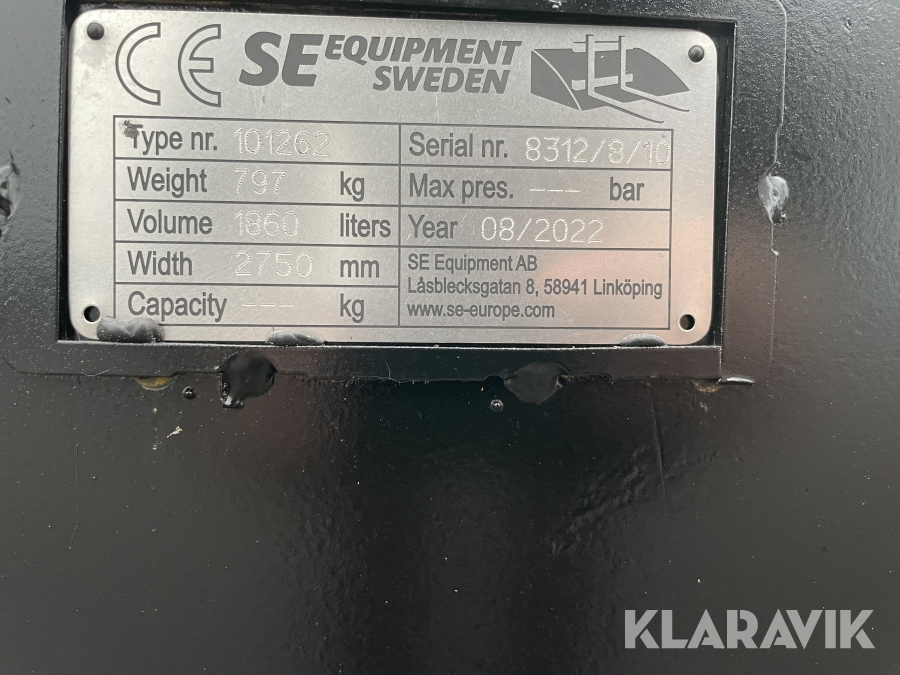 CE SE EQUIPMENT SWEDEN
Type nr. 101262
Serial nr. 8312/8/10
Weight 797 kg
Max pres. --- bar
Volume 1860 liters
Year 08/2022
Width 2750 mm
Capacity --- kg
SE Equipment AB
Låsblecksgatan 8, 58941 Linköping
www.se-europe.com
KLARAVIK